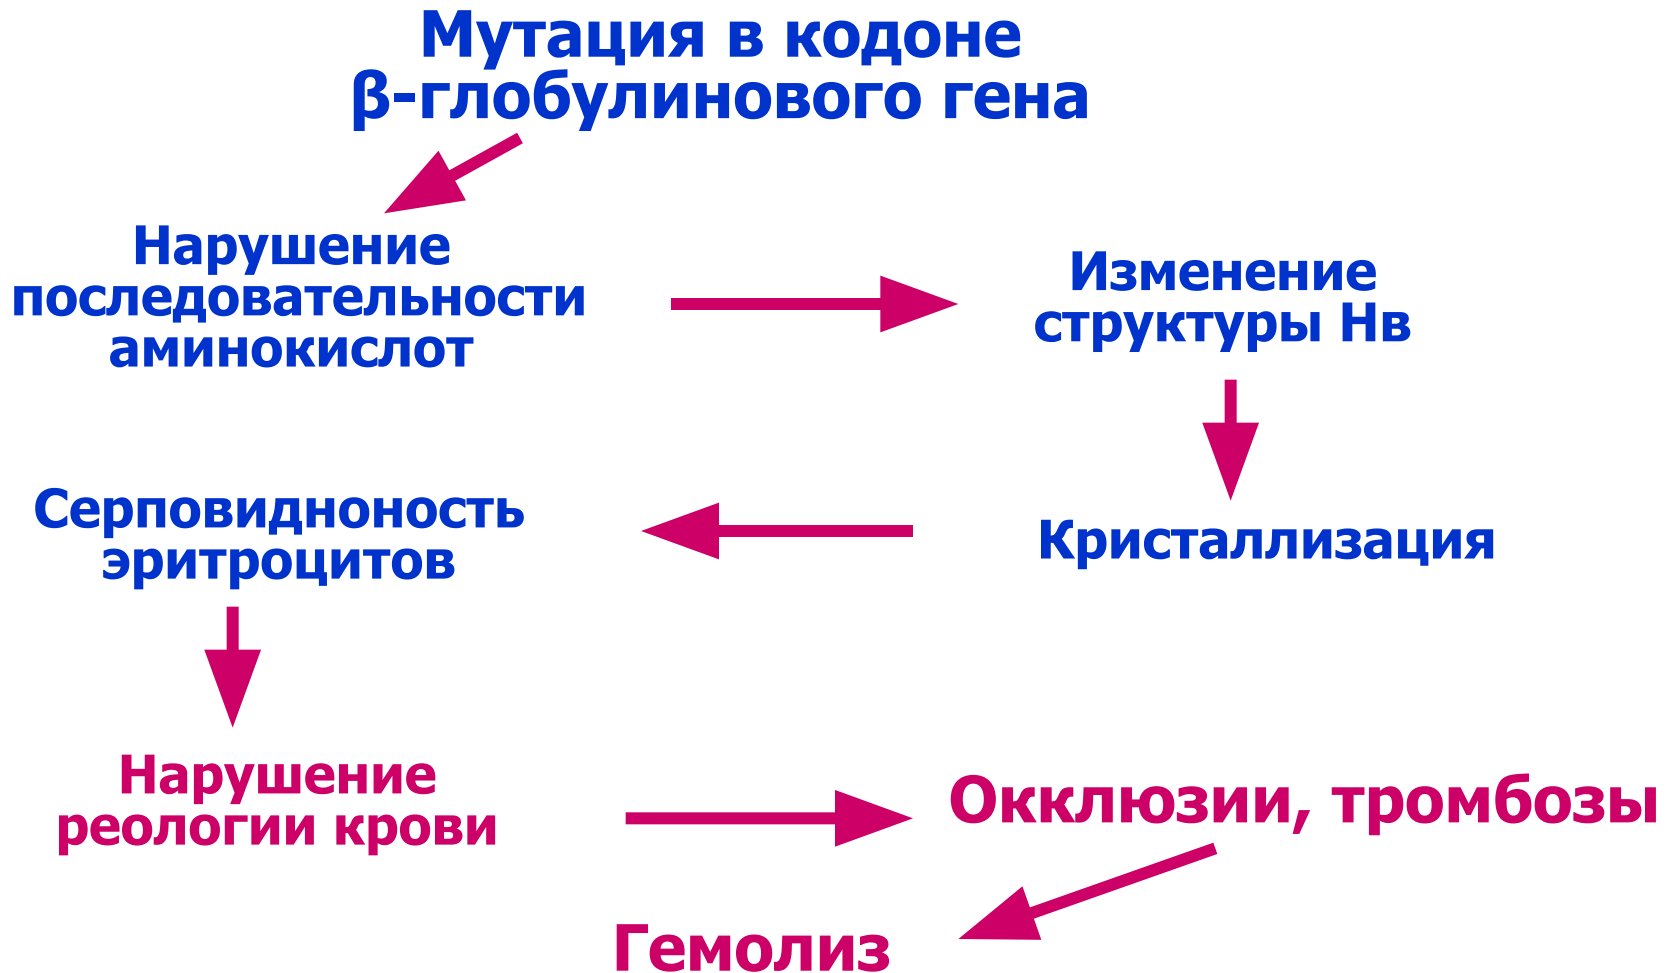 Мутация в кодоне
β-глобулинового гена
Нарушение
последовательности
аминокислот
Изменение
структуры Нв
Серповидноность
эритроцитов
Кристаллизация
Нарушение
реологии крови
Окклюзии, тромбозы
Гемолиз